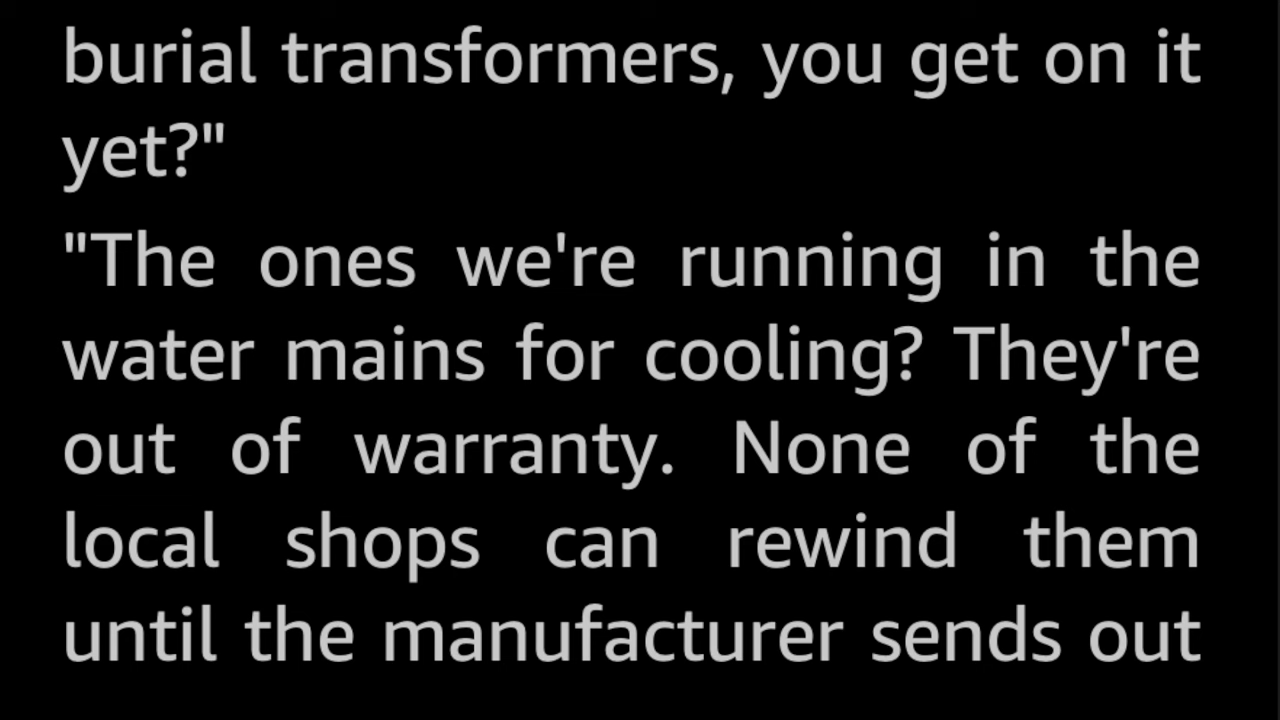 burial transformers, you get on it
yet?"
"The ones we're running in the
water mains for cooling? They're
out of warranty. None of the
local shops can rewind them
until the manufacturer sends out